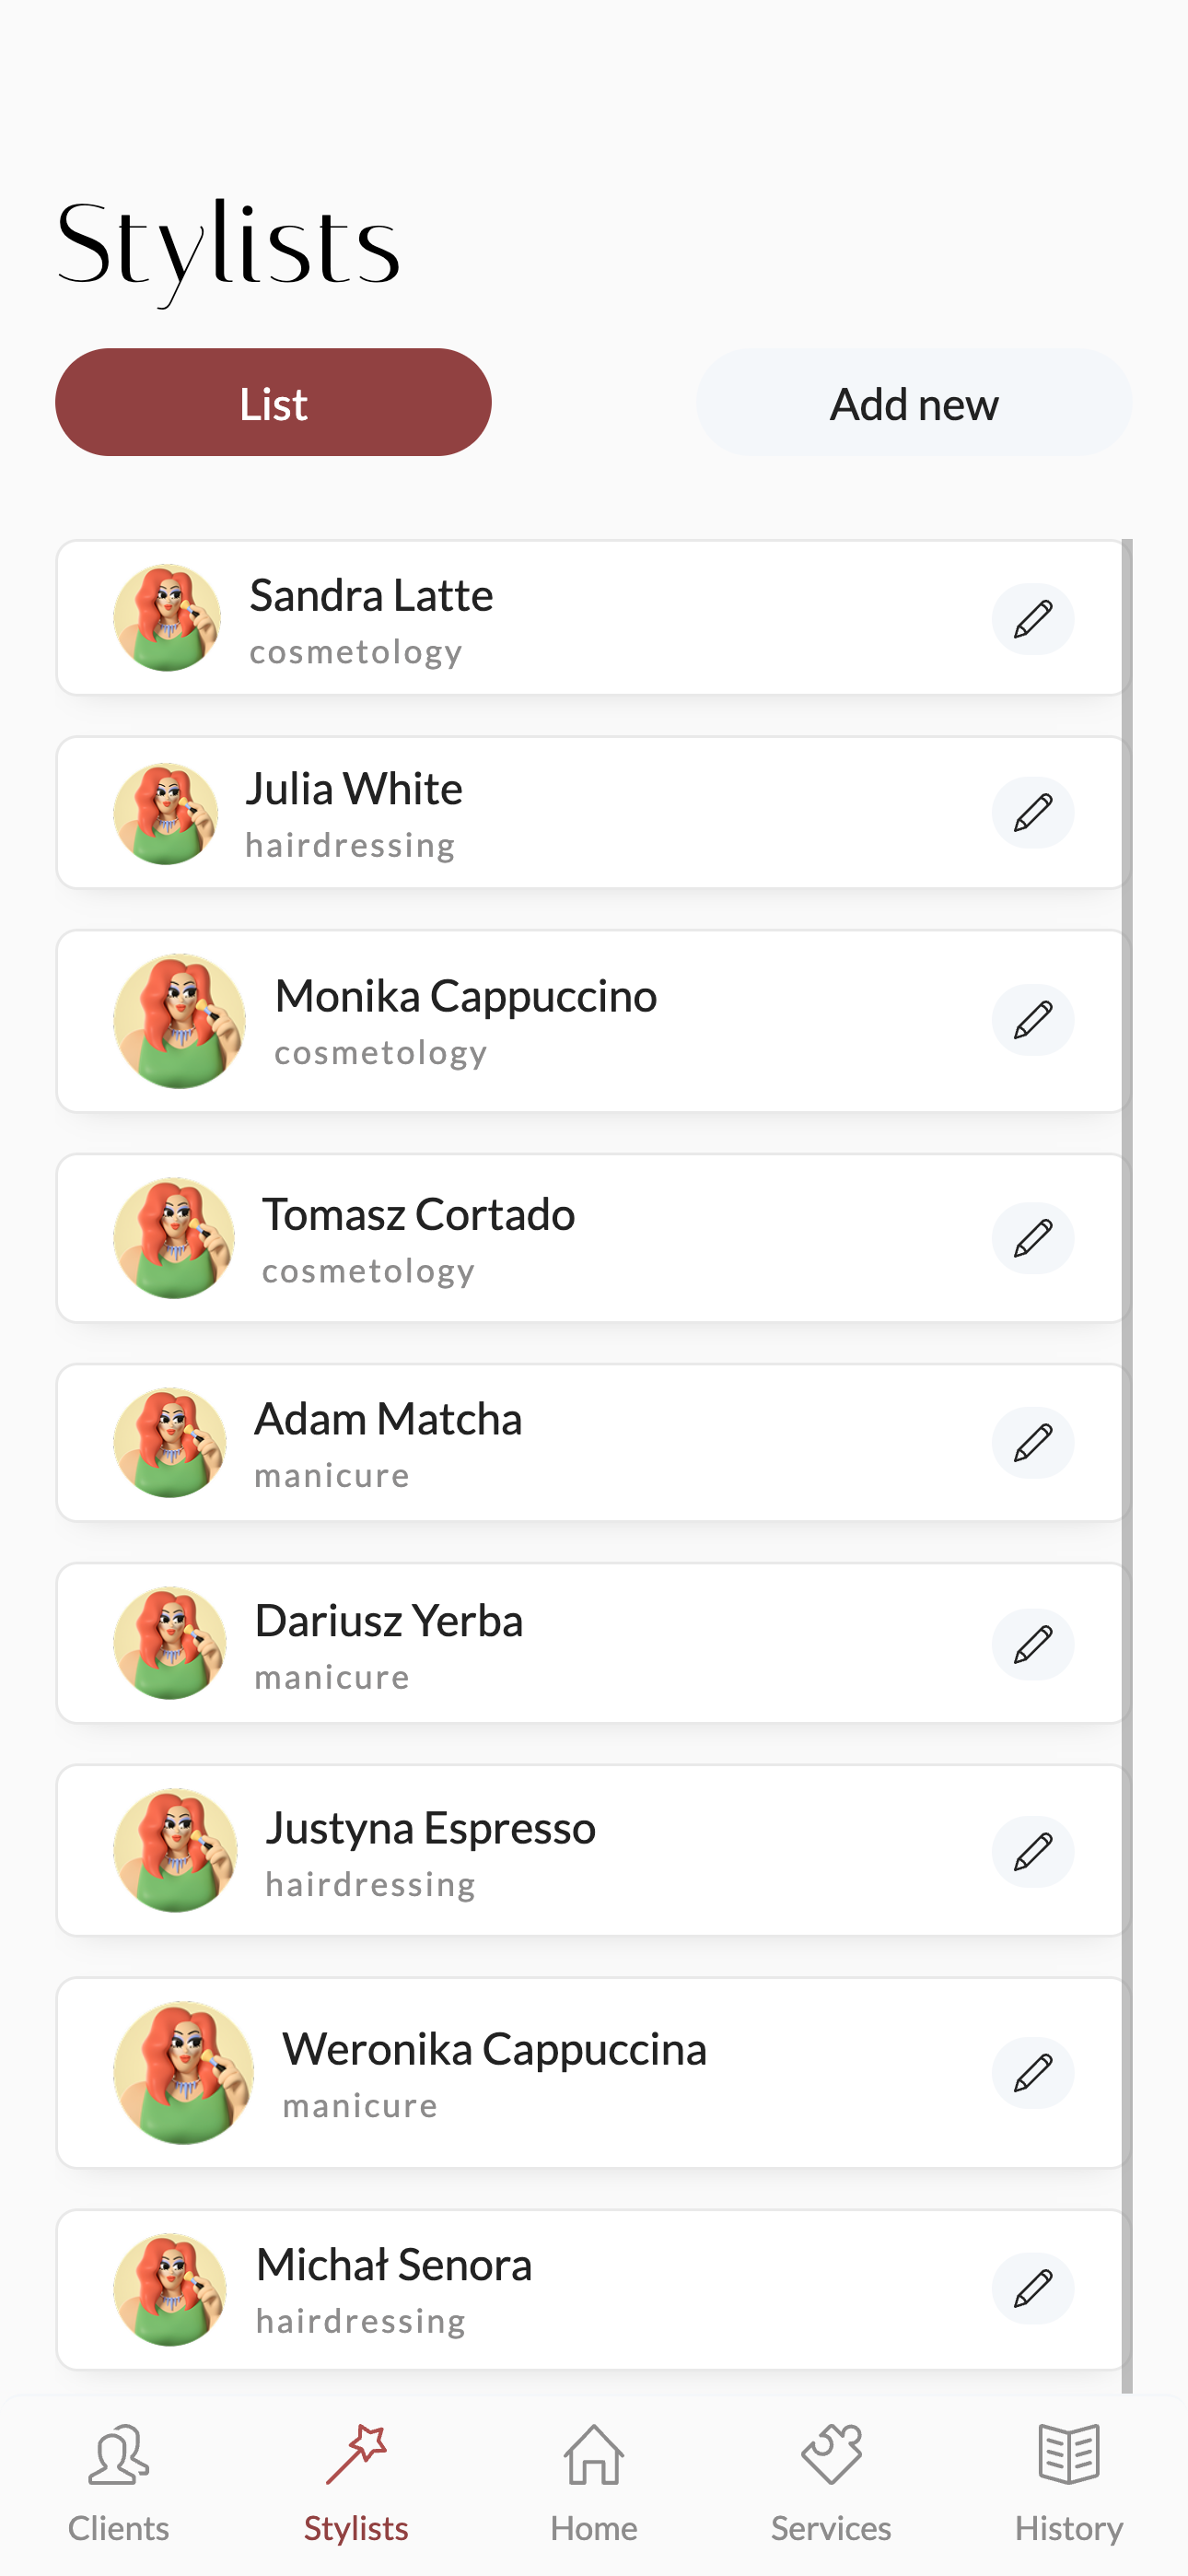 Stylists
List
Add new
Sandra Latte
cosmetology
Julia White
hairdressing
Monika Cappuccino
cosmetology
Tomasz Cortado
cosmetology
Adam Matcha
manicure
Dariusz Yerba
manicure
Justyna Espresso
hairdressing
Weronika Cappuccina
manicure
Michał Senora
hairdressing
Clients
Stylists
Home
Services
History